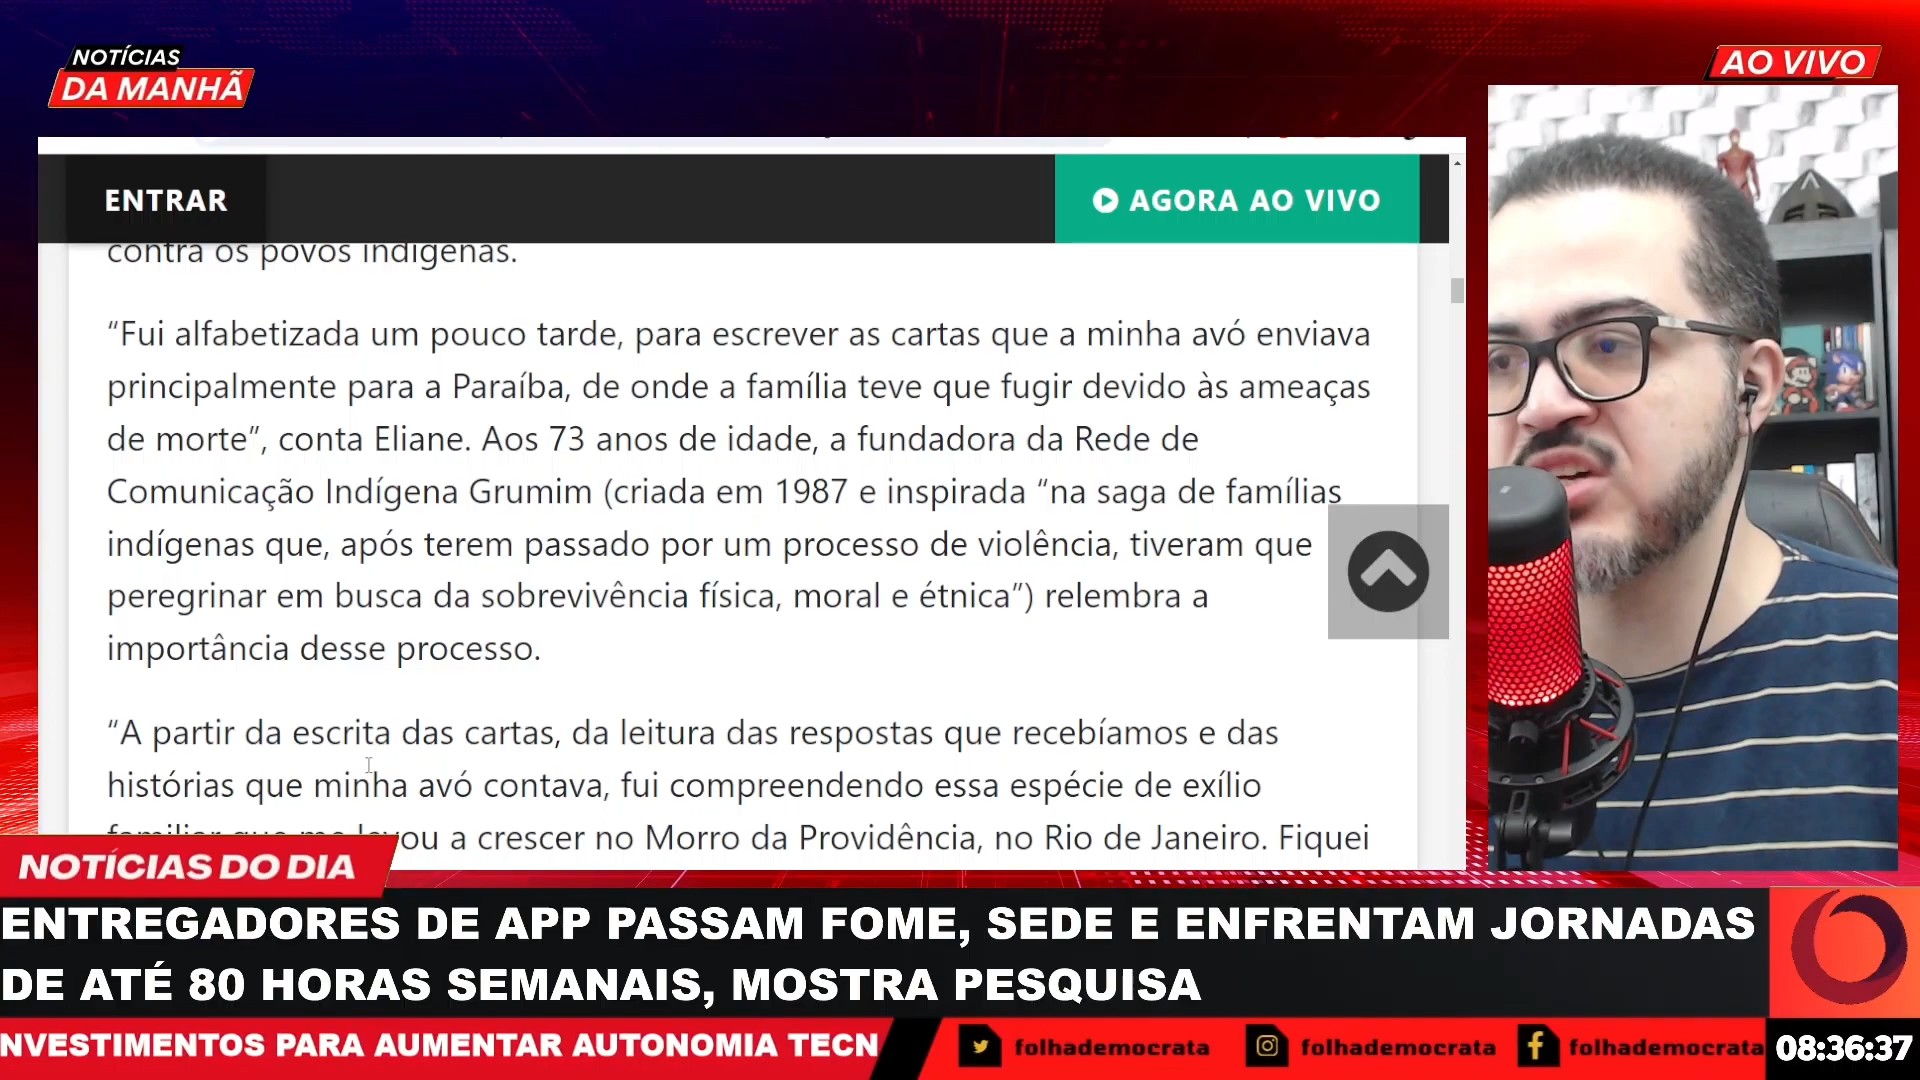 NOTÍCIAS
DA MANHÃ
AO VIVO
ENTRAR
AGORA AO VIVO
contra os povos indígenas.
“Fui alfabetizada um pouco tarde, para escrever as cartas que a minha avó enviava
principalmente para a Paraíba, de onde a família teve que fugir devido às ameaças
de morte”, conta Eliane. Aos 73 anos de idade, a fundadora da Rede de
Comunicação Indígena Grumim (criada em 1987 e inspirada “na saga de famílias
indígenas que, após terem passado por um processo de violência, tiveram que
peregrinar em busca da sobrevivência física, moral e étnica”) relembra a
importância desse processo.
“A partir da escrita das cartas, da leitura das respostas que recebíamos e das
histórias que minha avó contava, fui compreendendo essa espécie de exílio
familiar que me levou a crescer no Morro da Providência, no Rio de Janeiro. Fiquei
NOTÍCIAS DO DIA
ENTREGADORES DE APP PASSAM FOME, SEDE E ENFRENTAM JORNADAS
DE ATÉ 80 HORAS SEMANAIS, MOSTRA PESQUISA
NVESTIMENTOS PARA AUMENTAR AUTONOMIA TECN
folhademocrata
folhademocrata
folhademocrata
08:36:37